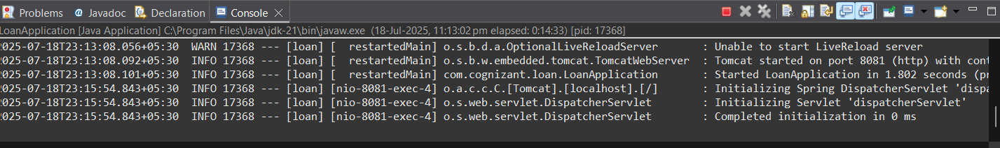 Problems @ Javadoc Declaration Console
LoanApplication [Java Application] C:\Program Files\Java\jdk-21\bin\javaw.exe (18-Jul-2025, 11:13:02 pm elapsed: 0:14:33) [pid: 17368]
2025-07-18T23:13:08.056+05:30  WARN 17368 --- [loan] [  restartedMain] o.s.b.d.a.OptionalLiveReloadServer       : Unable to start LiveReload server
2025-07-18T23:13:08.092+05:30  INFO 17368 --- [loan] [  restartedMain] o.s.b.w.embedded.tomcat.TomcatWebServer  : Tomcat started on port 8081 (http) with cont
2025-07-18T23:13:08.101+05:30  INFO 17368 --- [loan] [  restartedMain] com.cognizant.loan.LoanApplication       : Started LoanApplication in 1.802 seconds (pr
2025-07-18T23:15:54.843+05:30  INFO 17368 --- [loan] [nio-8081-exec-4] o.a.c.c.C.[Tomcat].[localhost].[/]       : Initializing Spring DispatcherServlet 'dispa
2025-07-18T23:15:54.843+05:30  INFO 17368 --- [loan] [nio-8081-exec-4] o.s.web.servlet.DispatcherServlet        : Initializing Servlet 'dispatcherServlet'
2025-07-18T23:15:54.843+05:30  INFO 17368 --- [loan] [nio-8081-exec-4] o.s.web.servlet.DispatcherServlet        : Completed initialization in 0 ms